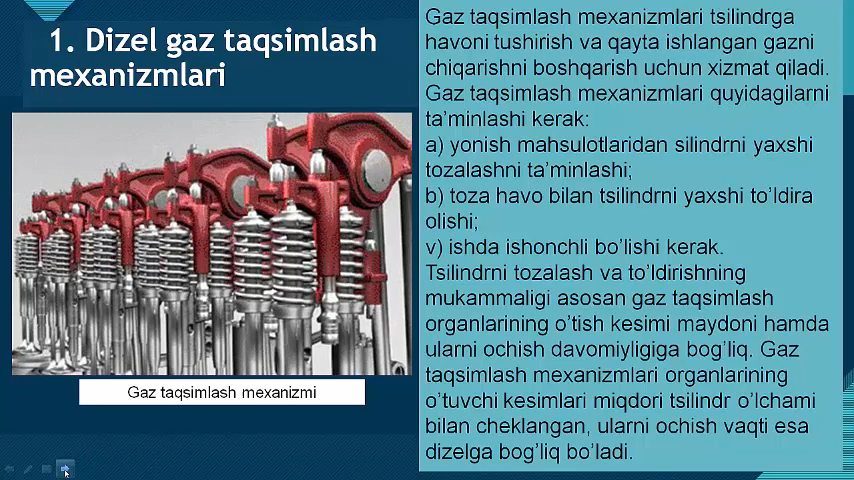 1. Dizel gaz taqsimlash
mexanizmlari
Gaz taqsimlash mexanizmi
Gaz taqsimlash mexanizmlari tsilindrga
havoni tushirish va qayta ishlangan gazni
chiqarishni boshqarish uchun xizmat qiladi.
Gaz taqsimlash mexanizmlari quyidagilarni
ta’minlashi kerak:
a) yonish mahsulotlaridan silindrni yaxshi
tozalashni ta’minlashi;
b) toza havo bilan tsilindrni yaxshi to’ldira
olishi;
v) ishda ishonchli bo’lishi kerak.
Tsilindrni tozalash va to’ldirishning
mukammaligi asosan gaz taqsimlash
organlarining o’tish kesimi maydoni hamda
ularni ochish davomiyligiga bog’liq. Gaz
taqsimlash mexanizmlari organlarining
o’tuvchi kesimlari miqdori tsilindr o’lchami
bilan cheklangan, ularni ochish vaqti esa
dizelga bog’liq bo’ladi.